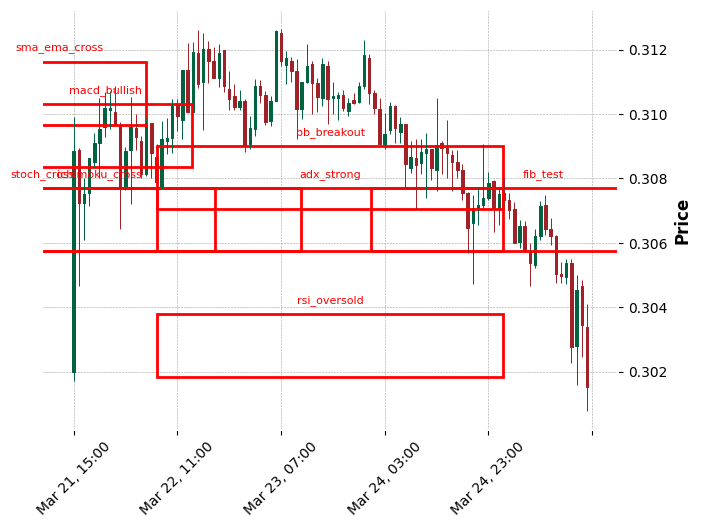 sma_ema_cross
macd_bullish
bb_breakout
stoch_cross
ichimoku_cross
adx_strong
fib_test
rsi_oversold
0.312
0.310
0.308
0.306
0.304
0.302
Price
Mar 21, 15:00
Mar 22, 11:00
Mar 23, 07:00
Mar 24, 03:00
Mar 24, 23:00